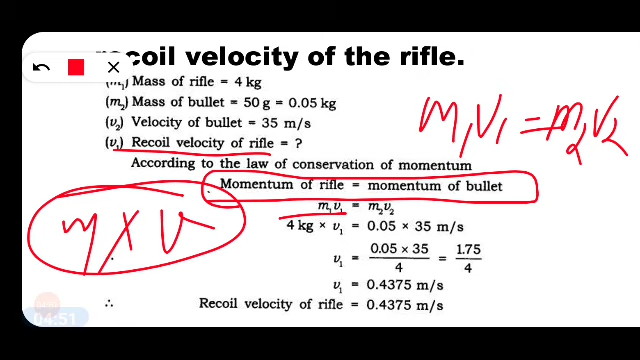 recoil velocity of the rifle.
(m₁) Mass of rifle = 4 kg
(m₂) Mass of bullet = 50 g = 0.05 kg
(v₂) Velocity of bullet = 35 m/s
(v₁) Recoil velocity of rifle = ?
According to the law of conservation of momentum
Momentum of rifle = momentum of bullet
m₁v₁ = m₂v₂
4 kg × v₁ = 0.05 × 35 m/s
v₁ = 0.05 × 35 / 4 = 1.75 / 4
v₁ = 0.4375 m/s
∴ Recoil velocity of rifle = 0.4375 m/s
m₁v₁ = m₂v₂
m × v
04:51